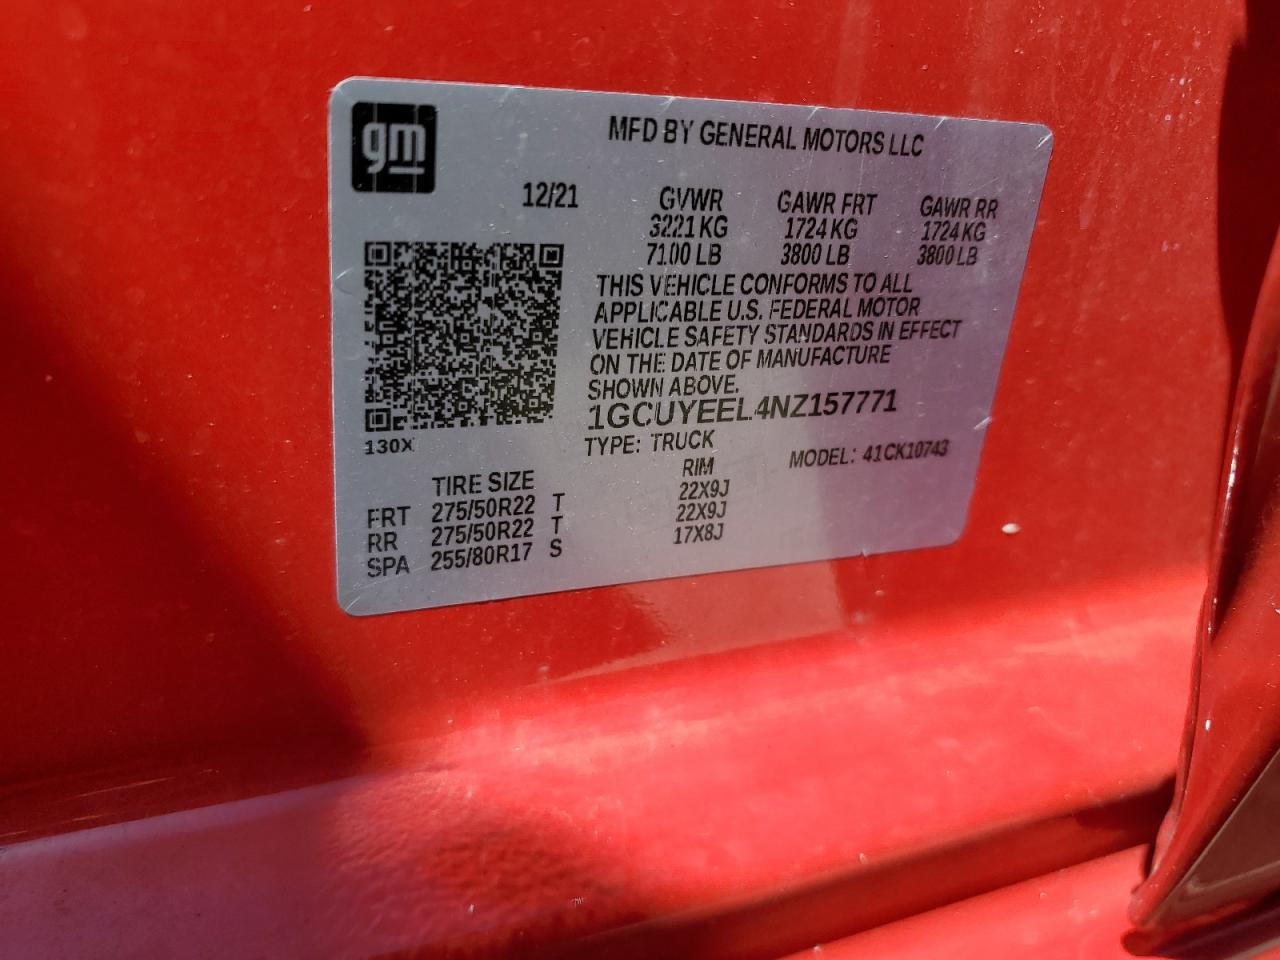 gm
MFD BY GENERAL MOTORS LLC
12/21 GVWR GAWR FRT GAWR RR
3221 KG 1724 KG 1724 KG
7100 LB 3800 LB 3800 LB
THIS VEHICLE CONFORMS TO ALL
APPLICABLE U.S. FEDERAL MOTOR
VEHICLE SAFETY STANDARDS IN EFFECT
ON THE DATE OF MANUFACTURE
SHOWN ABOVE.
1GCUYEEL4NZ157771
130X TYPE: TRUCK MODEL: 41CK10743
TIRE SIZE RIM
FRT 275/50R22 T 22X9J
RR 275/50R22 T 22X9J
SPA 255/80R17 S 17X8J